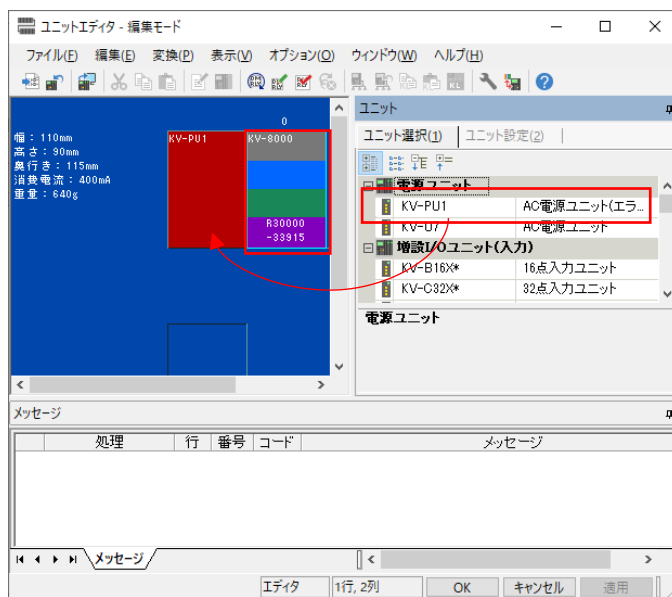 ユニットエディタ - 編集モード
ファイル(F) 編集(E) 変換(P) 表示(V) オプション(O) ウィンドウ(W) ヘルプ(H)
0
幅：110mm
高さ：90mm
奥行き：115mm
消費電流：400mA
重量：640g
KV-PU1
KV-8000
R30000
-33915
ユニット
ユニット選択(1) ユニット設定(2)
電源ユニット
KV-PU1 AC電源ユニット(エラ...
KV-U7 AC電源ユニット
増設I/Oユニット(入力)
KV-B16X* 16点入力ユニット
KV-C32X* 32点入力ユニット
電源ユニット
メッセージ
処理 行 番号 コード メッセージ
メッセージ
エディタ 1行, 2列 OK キャンセル 適用